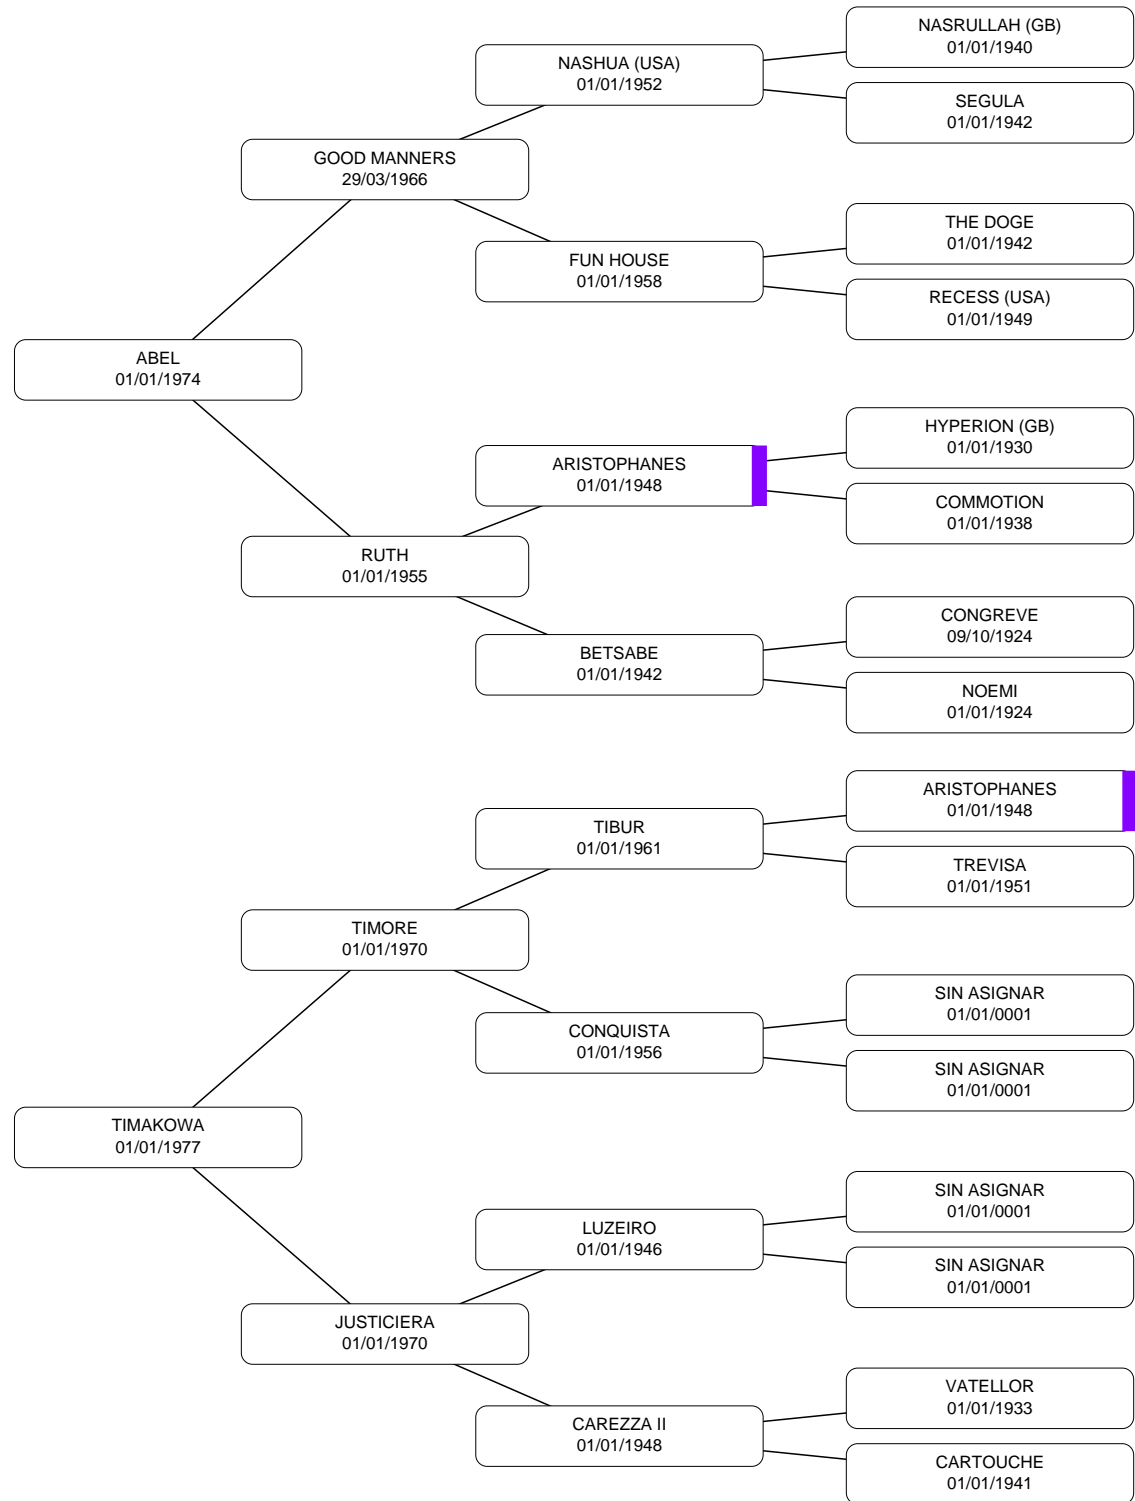 NASRULLAH (GB)
01/01/1940
NASHUA (USA)
01/01/1952
SEGULA
01/01/1942
GOOD MANNERS
29/03/1966
THE DOGE
01/01/1942
FUN HOUSE
01/01/1958
RECESS (USA)
01/01/1949
ABEL
01/01/1974
HYPERION (GB)
01/01/1930
ARISTOPHANES
01/01/1948
COMMOTION
01/01/1938
RUTH
01/01/1955
CONGREVE
09/10/1924
BETSABE
01/01/1942
NOEMI
01/01/1924
ARISTOPHANES
01/01/1948
TIBUR
01/01/1961
TREVISA
01/01/1951
TIMORE
01/01/1970
SIN ASIGNAR
01/01/0001
CONQUISTA
01/01/1956
SIN ASIGNAR
01/01/0001
TIMAKOWA
01/01/1977
SIN ASIGNAR
01/01/0001
LUZEIRO
01/01/1946
SIN ASIGNAR
01/01/0001
JUSTICIERA
01/01/1970
VATELLOR
01/01/1933
CAREZZA II
01/01/1948
CARTOUCHE
01/01/1941